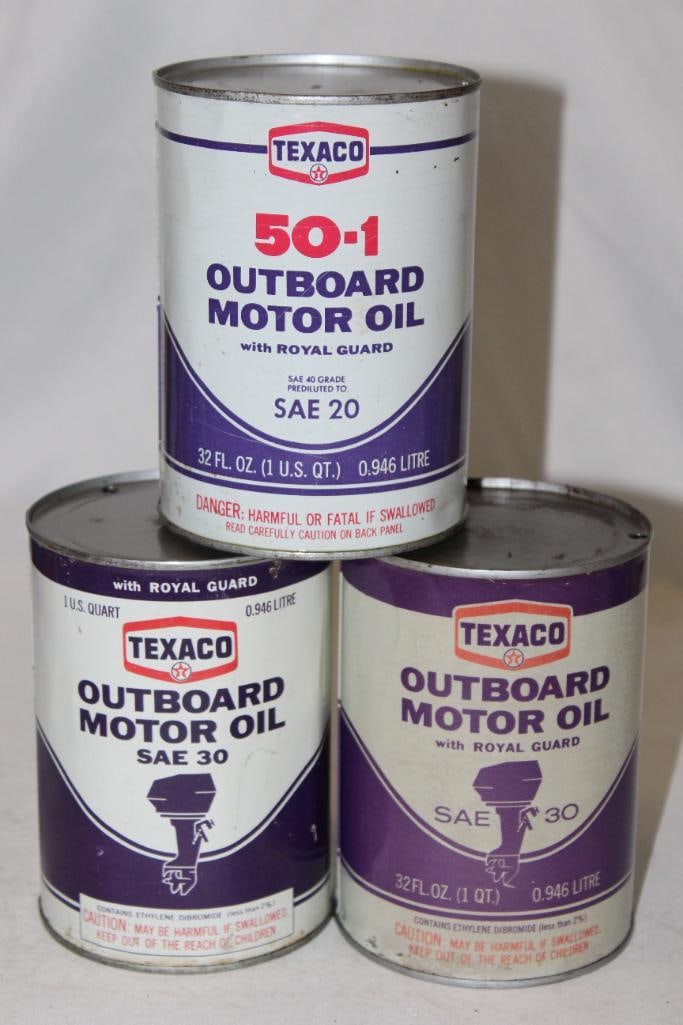 TEXACO
50-1
OUTBOARD
MOTOR OIL
with ROYAL GUARD
SAE 40 GRADE
PREDILUTED TO
SAE 20
32 FL. OZ. (1 U.S. QT.) 0.946 LITRE
DANGER: HARMFUL OR FATAL IF SWALLOWED
READ CAREFULLY CAUTION ON BACK PANEL
with ROYAL GUARD
1 U.S. QUART 0.946 LITRE
TEXACO
OUTBOARD
MOTOR OIL
SAE 30
CONTAINS ETHYLENE DIBROMIDE (less than 2%)
CAUTION: MAY BE HARMFUL IF SWALLOWED.
KEEP OUT OF THE REACH OF CHILDREN
TEXACO
OUTBOARD
MOTOR OIL
with ROYAL GUARD
SAE 30
32 FL. OZ. (1 QT.) 0.946 LITRE
CONTAINS ETHYLENE DIBROMIDE (less than 2%)
CAUTION: MAY BE HARMFUL IF SWALLOWED.
KEEP OUT OF THE REACH OF CHILDREN